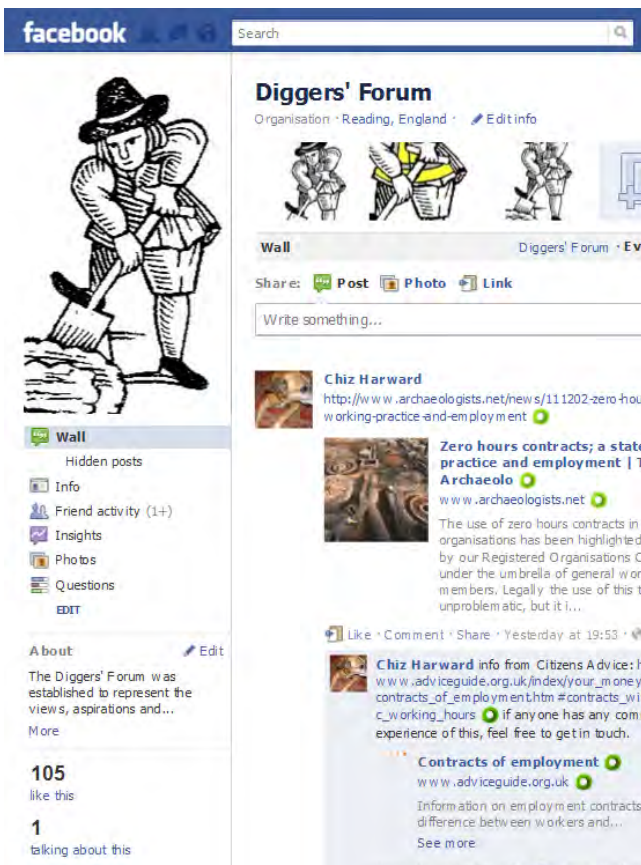 facebook
Search
Diggers' Forum
Organisation · Reading, England · Edit info
Wall
Diggers' Forum · Ev
Share: Post Photo Link
Write something...
Chiz Harward
http://www.archaeologists.net/news/111202-zero-hou
working-practice-and-employment
Zero hours contracts; a state
practice and employment | T
Archaeolo
www.archaeologists.net
The use of zero hours contracts in
organisations has been highlighted
by our Registered Organisations C
under the umbrella of general wor
members. Legally the use of this t
unproblematic, but it i...
Like · Comment · Share · Yesterday at 19:53 ·
Chiz Harward info from Citizens Advice: h
www.adviceguide.org.uk/index/your_money
contracts_of_employment.htm#contracts_wi
c_working_hours if anyone has any com
experience of this, feel free to get in touch.
Contracts of employment
www.adviceguide.org.uk
Information on employment contracts
difference between workers and...
See more
Wall
Hidden posts
Info
Friend activity (1+)
Insights
Photos
Questions
EDIT
About Edit
The Diggers' Forum was
established to represent the
views, aspirations and...
More
105
like this
1
talking about this